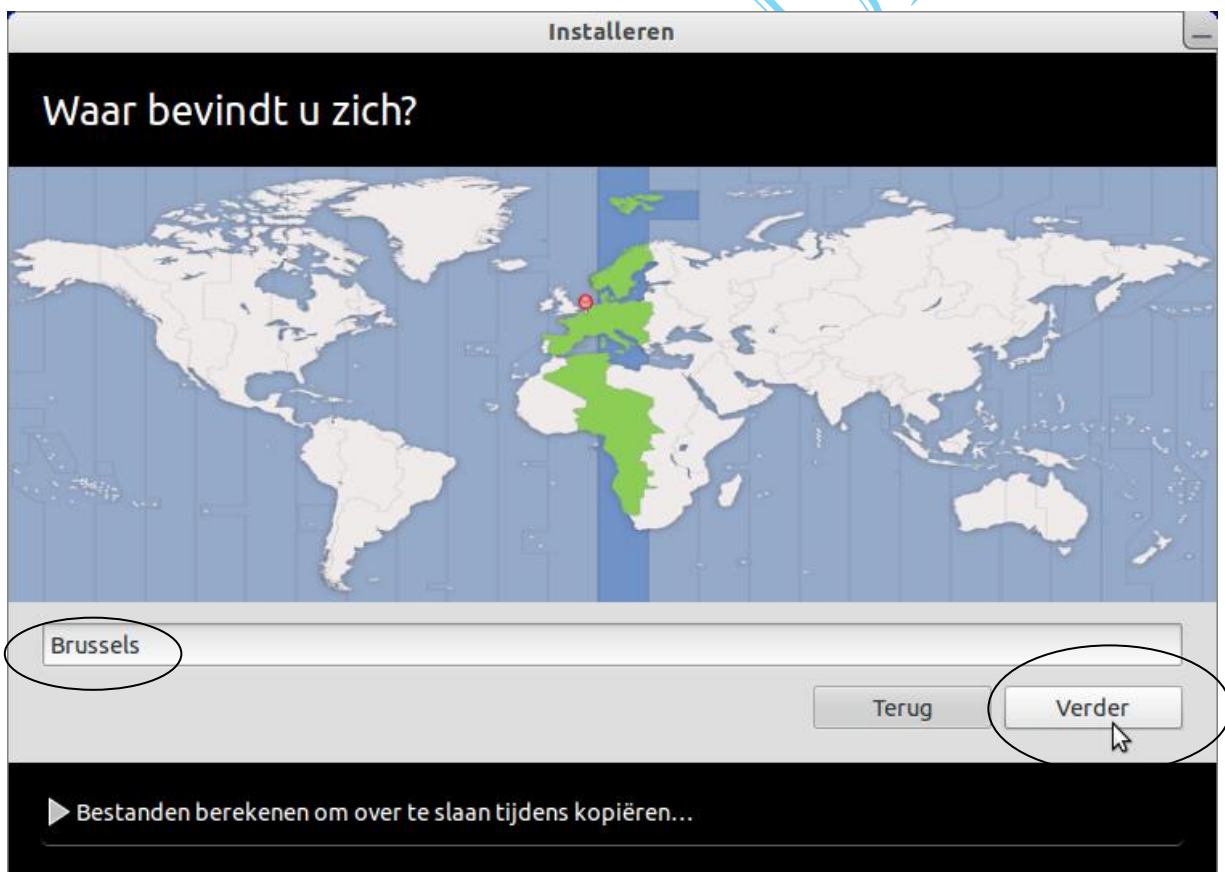 Installeren
Waar bevindt u zich?
Brussels
Terug
Verder
Bestanden berekenen om over te slaan tijdens kopiëren…